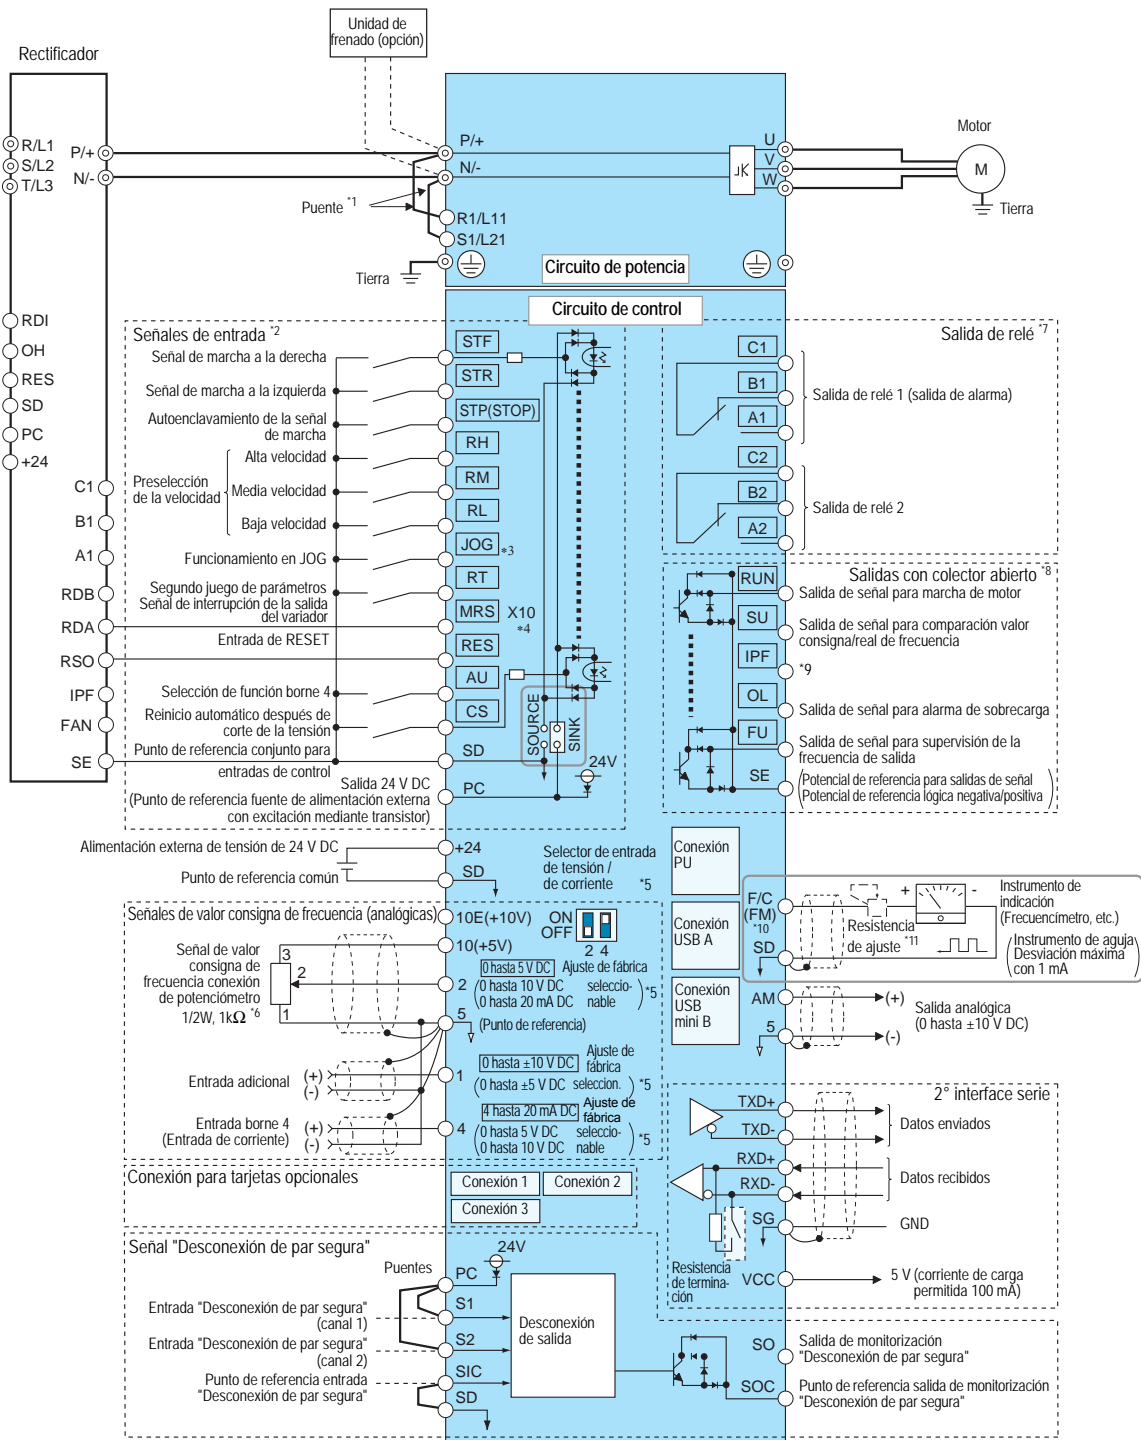 Unidad de
frenado (opción)
Rectificador
R/L1
S/L2
T/L3
P/+
N/-
P/+
N/-
Puente *1
R1/L11
S1/L21
Tierra
Circuito de potencia
U
V
W
Motor
M
Tierra
RDI
OH
RES
SD
PC
+24
C1
B1
A1
RDB
RDA
RSO
IPF
FAN
SE
Circuito de control
Señales de entrada *2
Señal de marcha a la derecha
STF
Señal de marcha a la izquierda
STR
Autoenclavamiento de la señal
de marcha
STP(STOP)
Preselección
de la velocidad
Alta velocidad
RH
Media velocidad
RM
Baja velocidad
RL
Funcionamiento en JOG
JOG *3
Segundo juego de parámetros
RT
Señal de interrupción de la salida
del variador
MRS X10
*4
Entrada de RESET
RES
Selección de función borne 4
AU
Reinicio automático después de
corte de la tensión
CS
Punto de referencia conjunto para
entradas de control
SD
SOURCE
SINK
24V
Salida 24 V DC
(Punto de referencia fuente de alimentación externa
con excitación mediante transistor)
PC
Salida de relé *7
C1
B1
A1
Salida de relé 1 (salida de alarma)
C2
B2
A2
Salida de relé 2
Salidas con colector abierto *8
RUN
Salida de señal para marcha de motor
SU
Salida de señal para comparación valor
consigna/real de frecuencia
IPF
*9
OL
Salida de señal para alarma de sobrecarga
FU
Salida de señal para supervisión de la
frecuencia de salida
SE
(Potencial de referencia para salidas de señal
Potencial de referencia lógica negativa/positiva)
Alimentación externa de tensión de 24 V DC
+24
Punto de referencia común
SD
Selector de entrada
de tensión /
de corriente *5
Conexión
PU
Conexión
USB A
Conexión
USB
mini B
Señales de valor consigna de frecuencia (analógicas)
10E(+10V)
ON
OFF
2 4
10(+5V)
Señal de valor
consigna de
frecuencia conexión
de potenciómetro
1/2W, 1kΩ *6
3
2
1
2
0 hasta 5 V DC Ajuste de fábrica
(0 hasta 10 V DC seleccio-
0 hasta 20 mA DC nable) *5
5
(Punto de referencia)
Entrada adicional
(+)
(-)
1
0 hasta ±10 V DC Ajuste de
fábrica
(0 hasta ±5 V DC seleccion.) *5
Entrada borne 4
(Entrada de corriente)
(+)
(-)
4
4 hasta 20 mA DC Ajuste de
fábrica
(0 hasta 5 V DC seleccio-
0 hasta 10 V DC nable) *5
F/C
(FM)
*10
SD
Resistencia
de ajuste *11
+
-
Instrumento de
indicación
(Frecuencímetro, etc.)
(Instrumento de aguja
Desviación máxima
con 1 mA)
AM
5
(+)
(-)
Salida analógica
(0 hasta ±10 V DC)
2° interface serie
TXD+
TXD-
Datos enviados
RXD+
RXD-
Datos recibidos
SG
GND
Resistencia
de termina-
ción
VCC
5 V (corriente de carga
permitida 100 mA)
Conexión para tarjetas opcionales
Conexión 1
Conexión 2
Conexión 3
Señal "Desconexión de par segura"
Puentes
24V
PC
Entrada "Desconexión de par segura"
(canal 1)
S1
Entrada "Desconexión de par segura"
(canal 2)
S2
Punto de referencia entrada
"Desconexión de par segura"
SIC
SD
Desconexión
de salida
SO
Salida de monitorización
"Desconexión de par segura"
SOC
Punto de referencia salida de monitorización
"Desconexión de par segura"